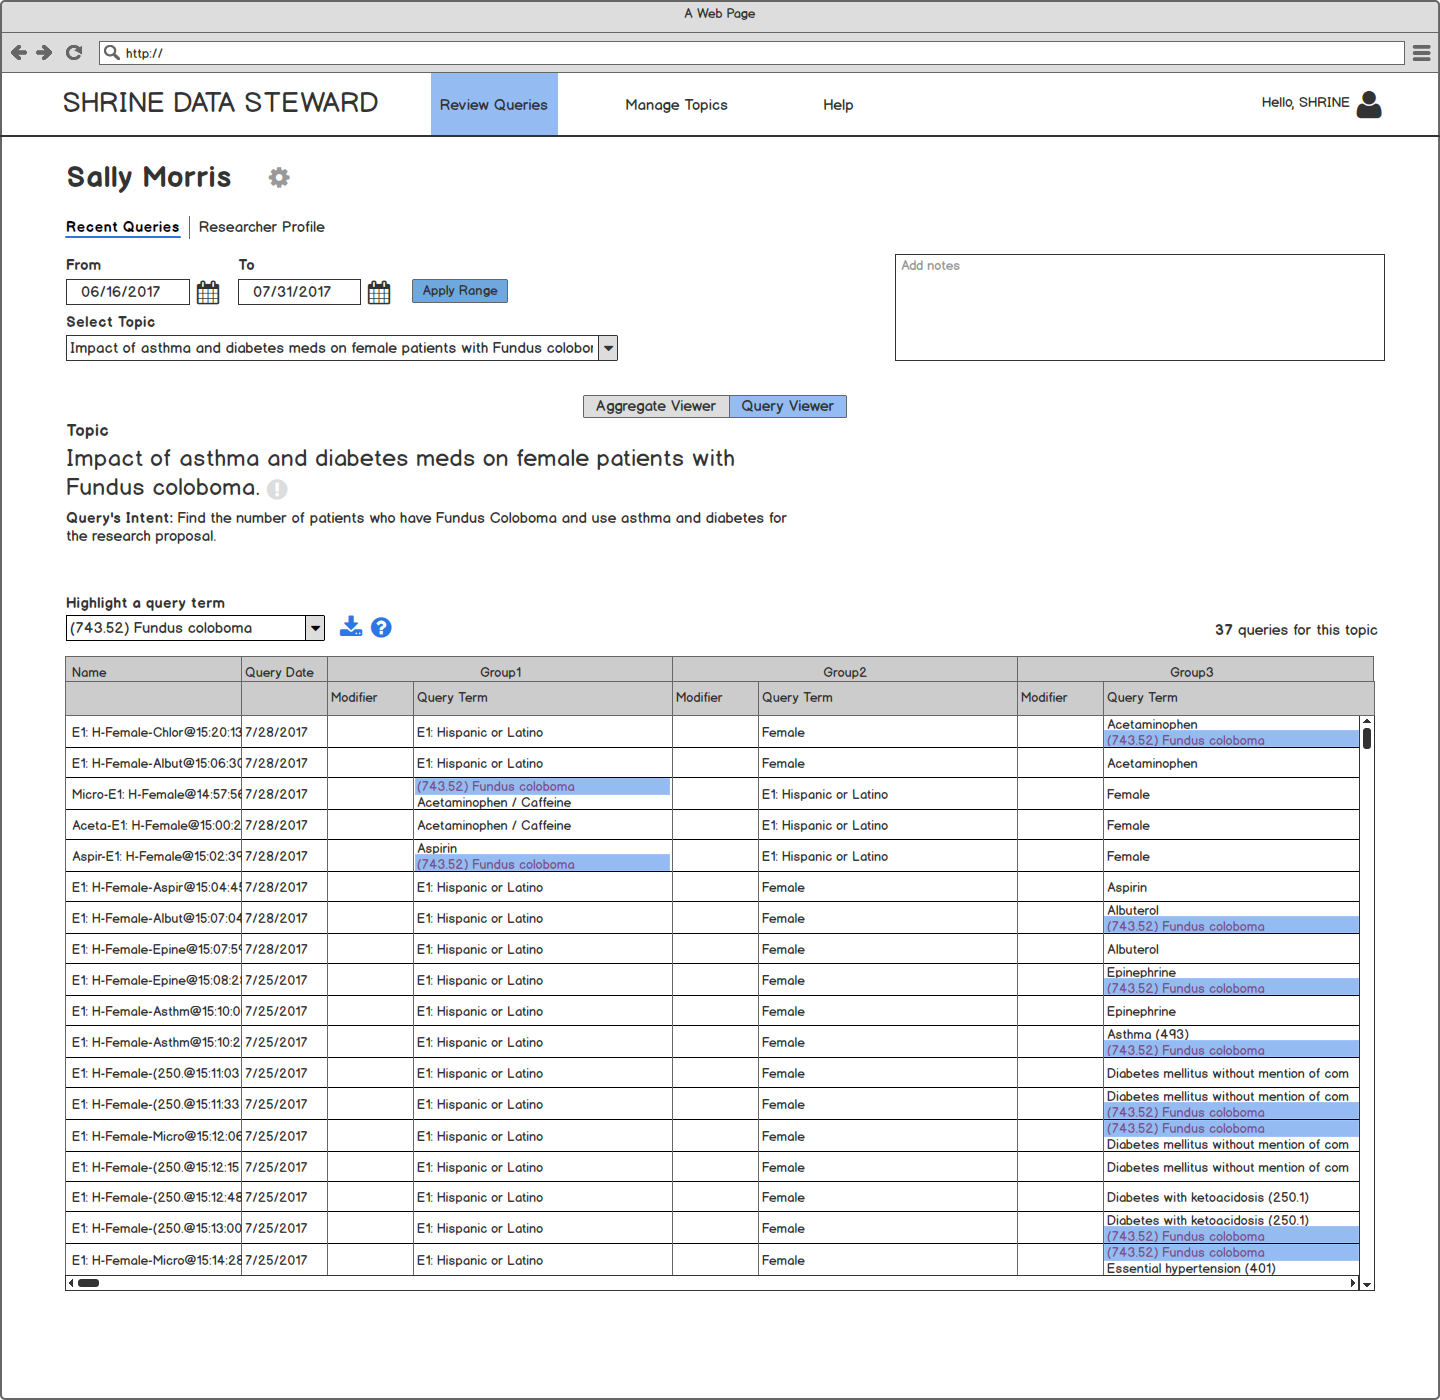 A Web Page
http://
SHRINE DATA STEWARD
Review Queries
Manage Topics
Help
Hello, SHRINE
Sally Morris
Recent Queries
Researcher Profile
From
To
06/16/2017
07/31/2017
Apply Range
Add notes
Select Topic
Impact of asthma and diabetes meds on female patients with Fundus colobor
Aggregate Viewer
Query Viewer
Topic
Impact of asthma and diabetes meds on female patients with
Fundus coloboma.
Query's Intent: Find the number of patients who have Fundus Coloboma and use asthma and diabetes for
the research proposal.
Highlight a query term
(743.52) Fundus coloboma
37 queries for this topic
Name Query Date Group1 Group2 Group3
Modifier Query Term Modifier Query Term Modifier Query Term
E1: H-Female-Chlor@15:20:13 7/28/2017 E1: Hispanic or Latino Female Acetaminophen
(743.52) Fundus coloboma
E1: H-Female-Albut@15:06:30 7/28/2017 E1: Hispanic or Latino Female Acetaminophen
Micro-E1: H-Female@14:57:56 7/28/2017 (743.52) Fundus coloboma E1: Hispanic or Latino Female
Acetaminophen / Caffeine
Aceta-E1: H-Female@15:00:2 7/28/2017 Acetaminophen / Caffeine E1: Hispanic or Latino Female
Aspir-E1: H-Female@15:02:39 7/28/2017 Aspirin E1: Hispanic or Latino Female
(743.52) Fundus coloboma
E1: H-Female-Aspir@15:04:45 7/28/2017 E1: Hispanic or Latino Female Aspirin
E1: H-Female-Albut@15:07:04 7/28/2017 E1: Hispanic or Latino Female Albuterol
(743.52) Fundus coloboma
E1: H-Female-Epine@15:07:59 7/28/2017 E1: Hispanic or Latino Female Albuterol
E1: H-Female-Epine@15:08:28 7/25/2017 E1: Hispanic or Latino Female Epinephrine
(743.52) Fundus coloboma
E1: H-Female-Asthm@15:10:0 7/25/2017 E1: Hispanic or Latino Female Epinephrine
E1: H-Female-Asthm@15:10:2 7/25/2017 E1: Hispanic or Latino Female Asthma (493)
(743.52) Fundus coloboma
E1: H-Female-(250.@15:11:03 7/25/2017 E1: Hispanic or Latino Female Diabetes mellitus without mention of com
E1: H-Female-(250.@15:11:33 7/25/2017 E1: Hispanic or Latino Female Diabetes mellitus without mention of com
(743.52) Fundus coloboma
E1: H-Female-Micro@15:12:06 7/25/2017 E1: Hispanic or Latino Female (743.52) Fundus coloboma
Diabetes mellitus without mention of com
E1: H-Female-(250.@15:12:15 7/25/2017 E1: Hispanic or Latino Female Diabetes mellitus without mention of com
E1: H-Female-(250.@15:12:48 7/25/2017 E1: Hispanic or Latino Female Diabetes with ketoacidosis (250.1)
E1: H-Female-(250.@15:13:00 7/25/2017 E1: Hispanic or Latino Female Diabetes with ketoacidosis (250.1)
(743.52) Fundus coloboma
E1: H-Female-Micro@15:14:28 7/25/2017 E1: Hispanic or Latino Female (743.52) Fundus coloboma
Essential hypertension (401)